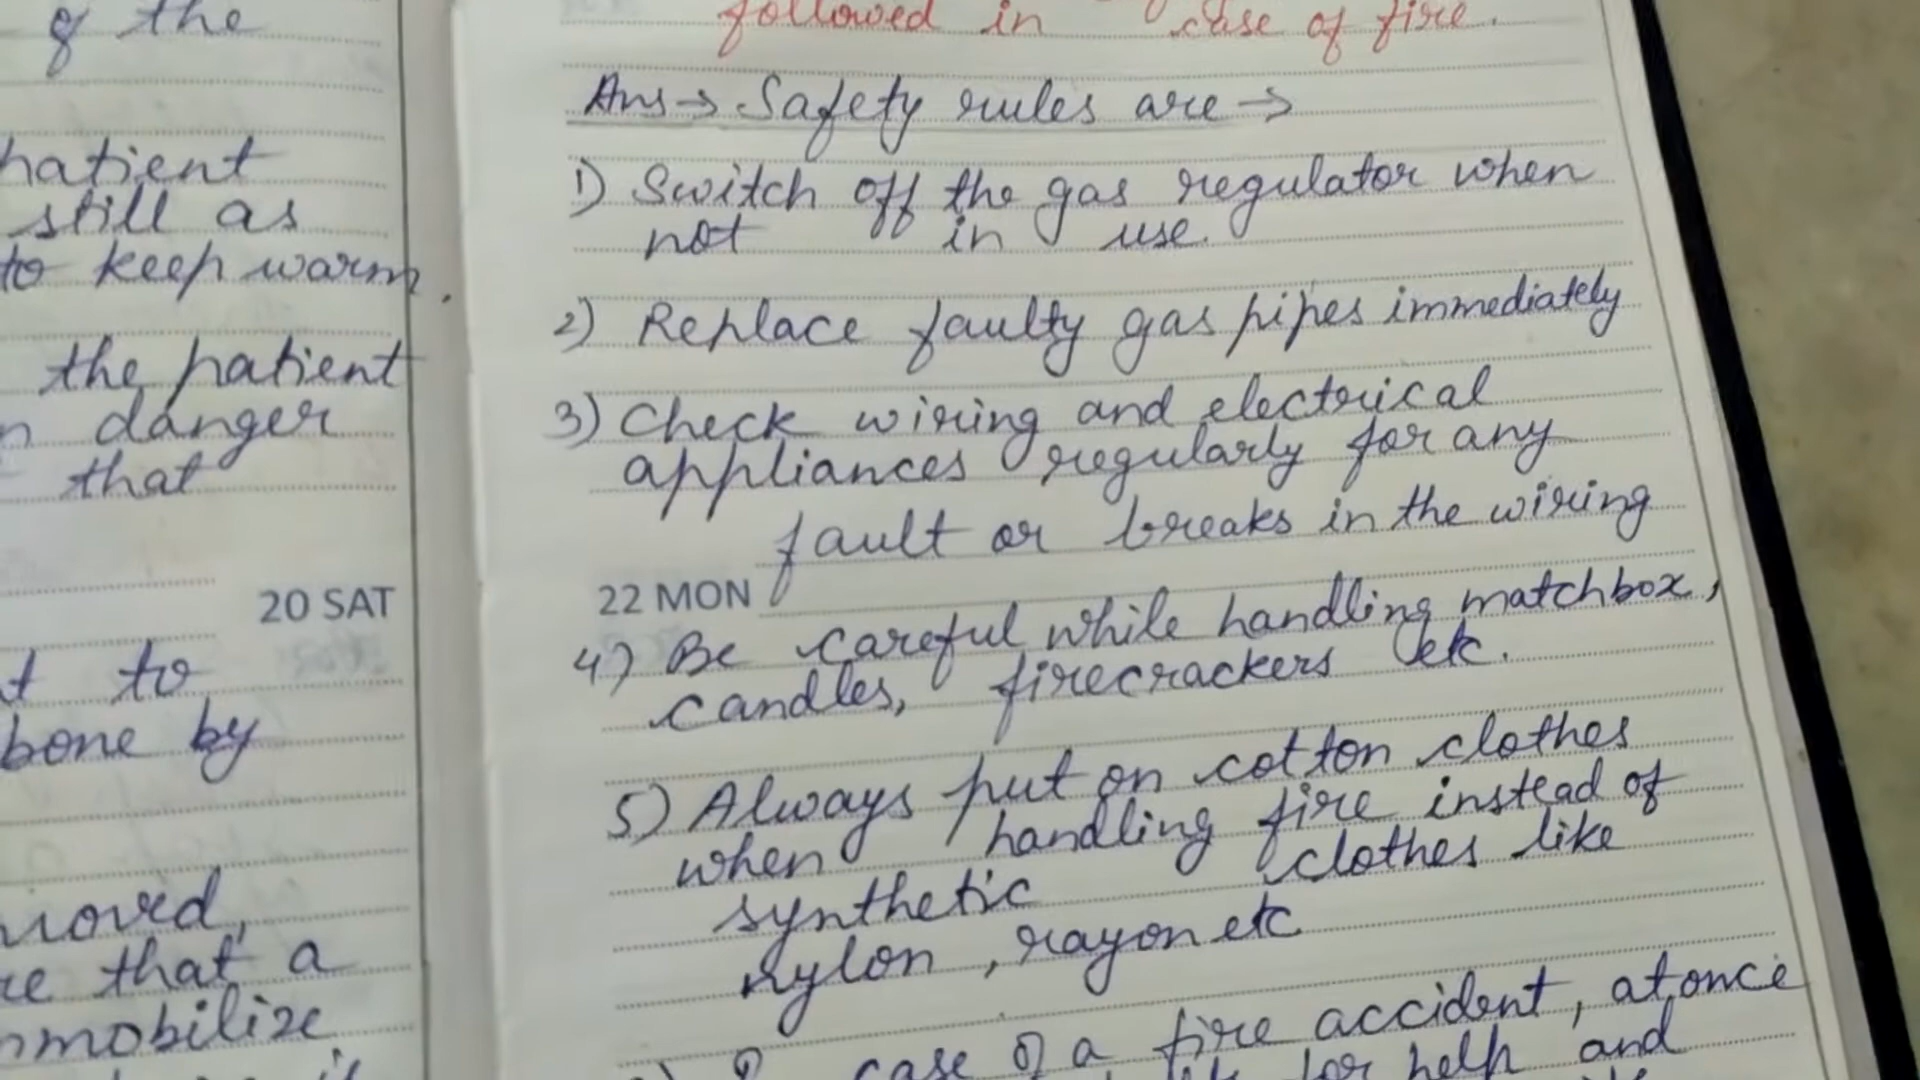 g the
patient
still as
to keep warm.
the patient
danger
that
20 SAT
t to
bone by
moved,
re that a
mmobilize
followed in case of fire.
Ans → Safety rules are →
1) Switch off the gas regulator when
not in use.
2) Replace faulty gas pipes immediately
3) Check wiring and electrical
appliances regularly for any
fault or breaks in the wiring
22 MON
4) Be careful while handling matchbox,
candles, firecrackers etc.
5) Always put on cotton clothes
when handling fire instead of
synthetic clothes like
nylon, rayon etc
case of a fire accident, atonce
for help and